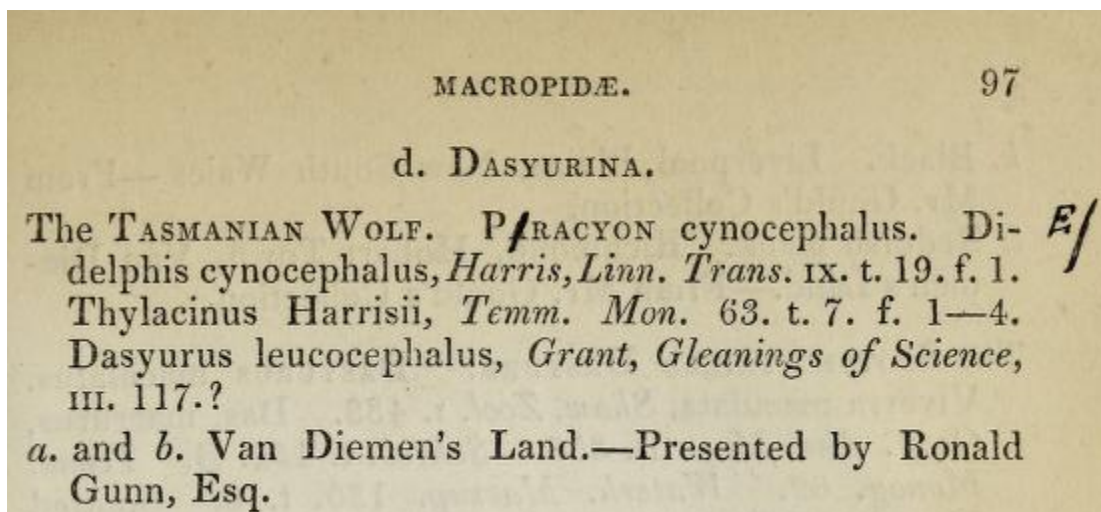 MACROPIDÆ. 97
d. DASYURINA.
The TASMANIAN WOLF. PARACYON cynocephalus. Di- E/
delphis cynocephalus, Harris, Linn. Trans. IX. t. 19. f. 1.
Thylacinus Harrisii, Temm. Mon. 63. t. 7. f. 1—4.
Dasyurus leucocephalus, Grant, Gleanings of Science,
III. 117.?
a. and b. Van Diemen's Land.—Presented by Ronald
Gunn, Esq.